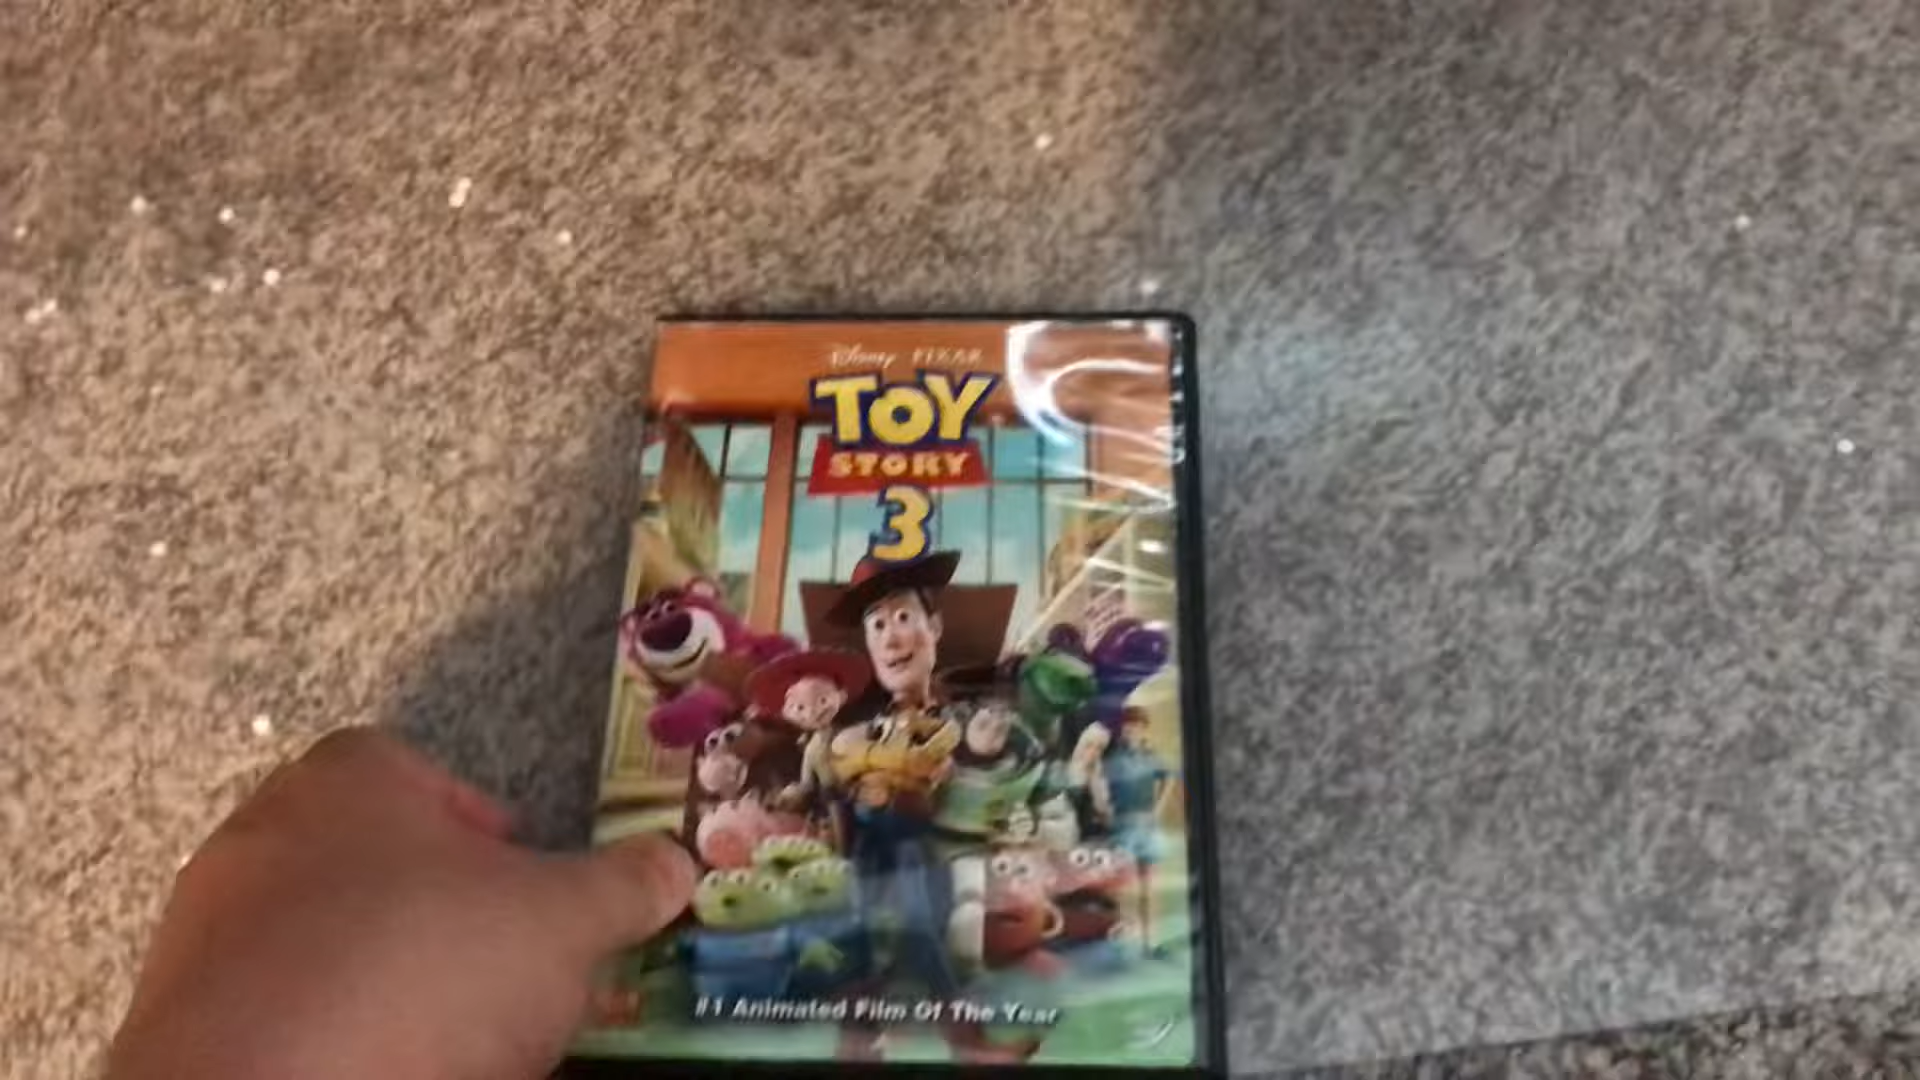 Disney PIXAR
TOY
STORY
3
#1 Animated Film Of The Year